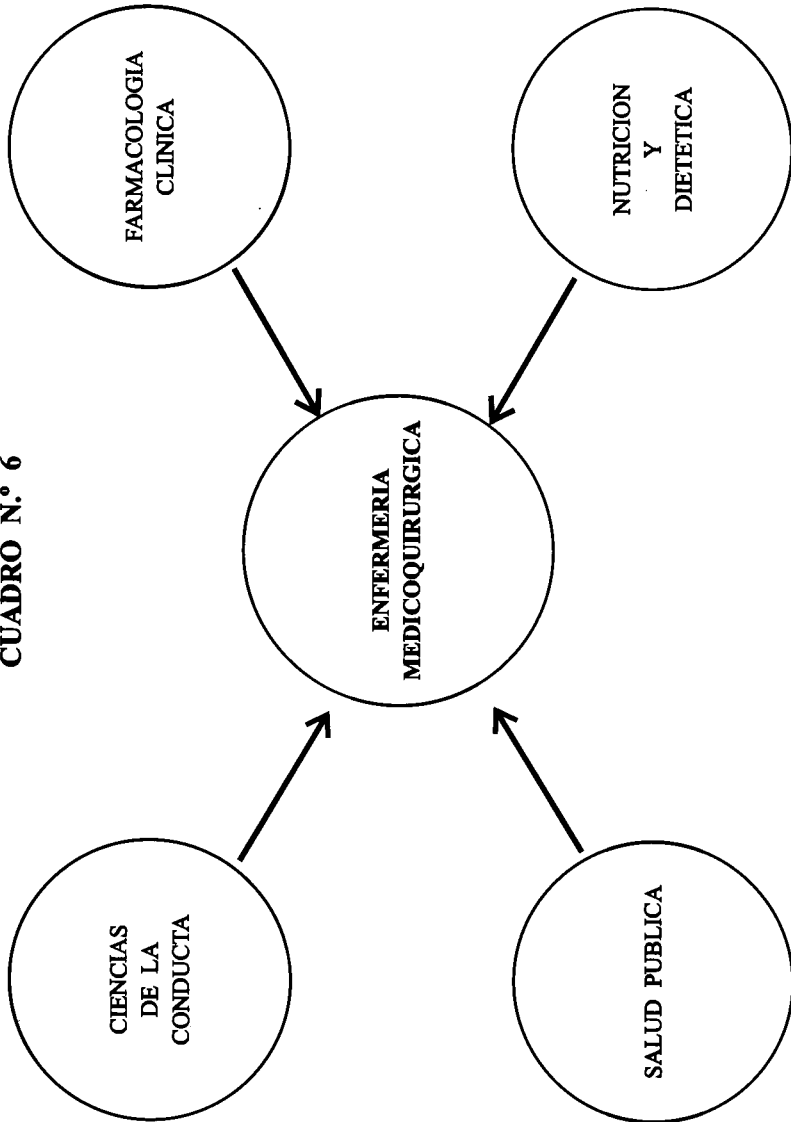 CUADRO N.º 6
SALUD PUBLICA
CIENCIAS
DE LA
CONDUCTA
ENFERMERIA
MEDICOQUIRURGICA
NUTRICION
Y
DIETETICA
FARMACOLOGIA
CLINICA